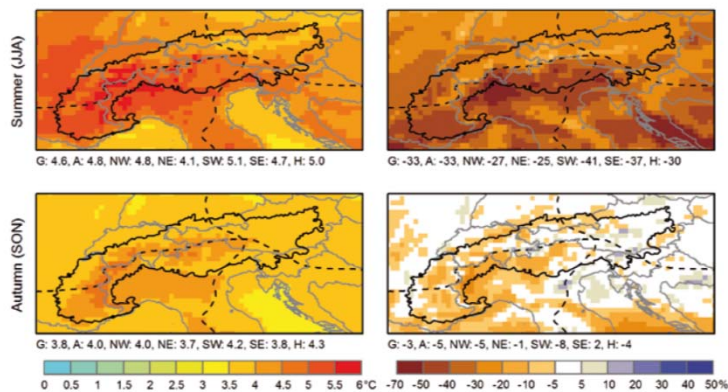 Summer (JJA)
G: 4.6, A: 4.8, NW: 4.8, NE: 4.1, SW: 5.1, SE: 4.7, H: 5.0
G: -33, A: -33, NW: -27, NE: -25, SW: -41, SE: -37, H: -30
Autumn (SON)
G: 3.8, A: 4.0, NW: 4.0, NE: 3.7, SW: 4.2, SE: 3.8, H: 4.3
G: -3, A: -5, NW: -5, NE: -1, SW: -8, SE: 2, H: -4
0 0.5 1 1.5 2 2.5 3 3.5 4 4.5 5 5.5 6°C
-70 -50 -40 -30 -20 -10 -5 5 10 20 30 40 50%